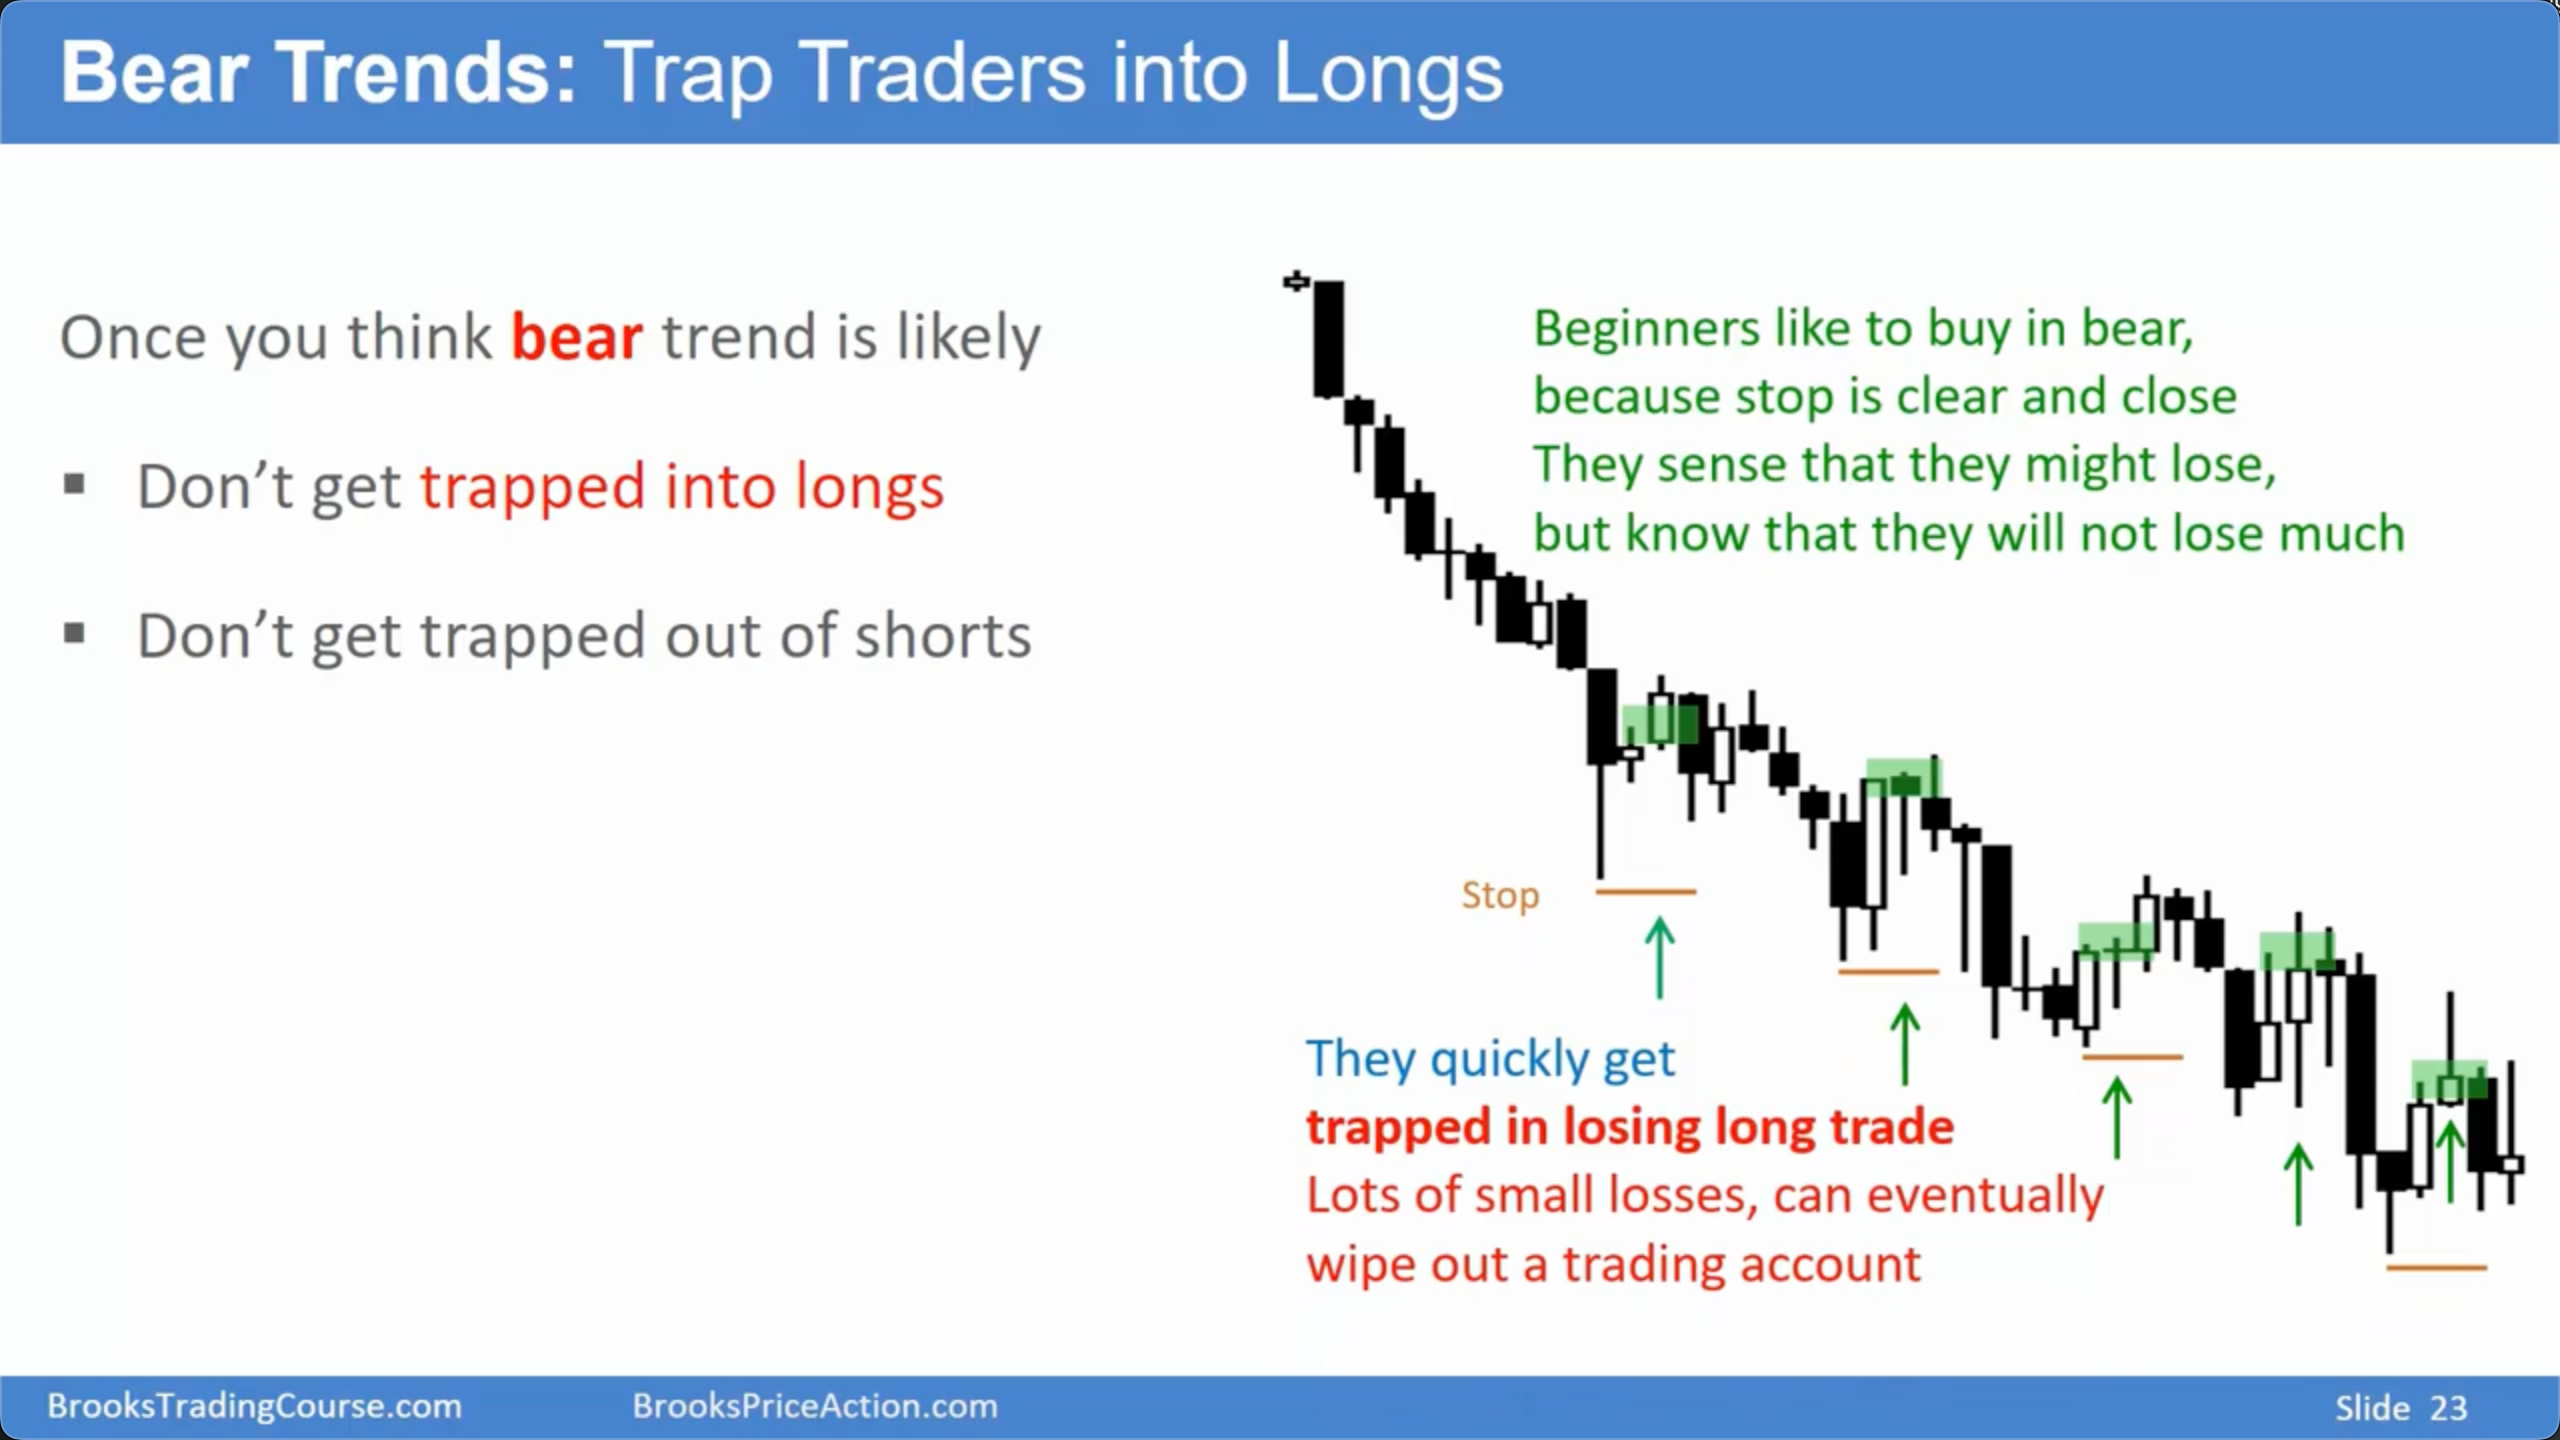 Bear Trends: Trap Traders into Longs
Once you think bear trend is likely
▪ Don’t get trapped into longs
▪ Don’t get trapped out of shorts
Beginners like to buy in bear,
because stop is clear and close
They sense that they might lose,
but know that they will not lose much
Stop
They quickly get
trapped in losing long trade
Lots of small losses, can eventually
wipe out a trading account
BrooksTradingCourse.com
BrooksPriceAction.com
Slide 23